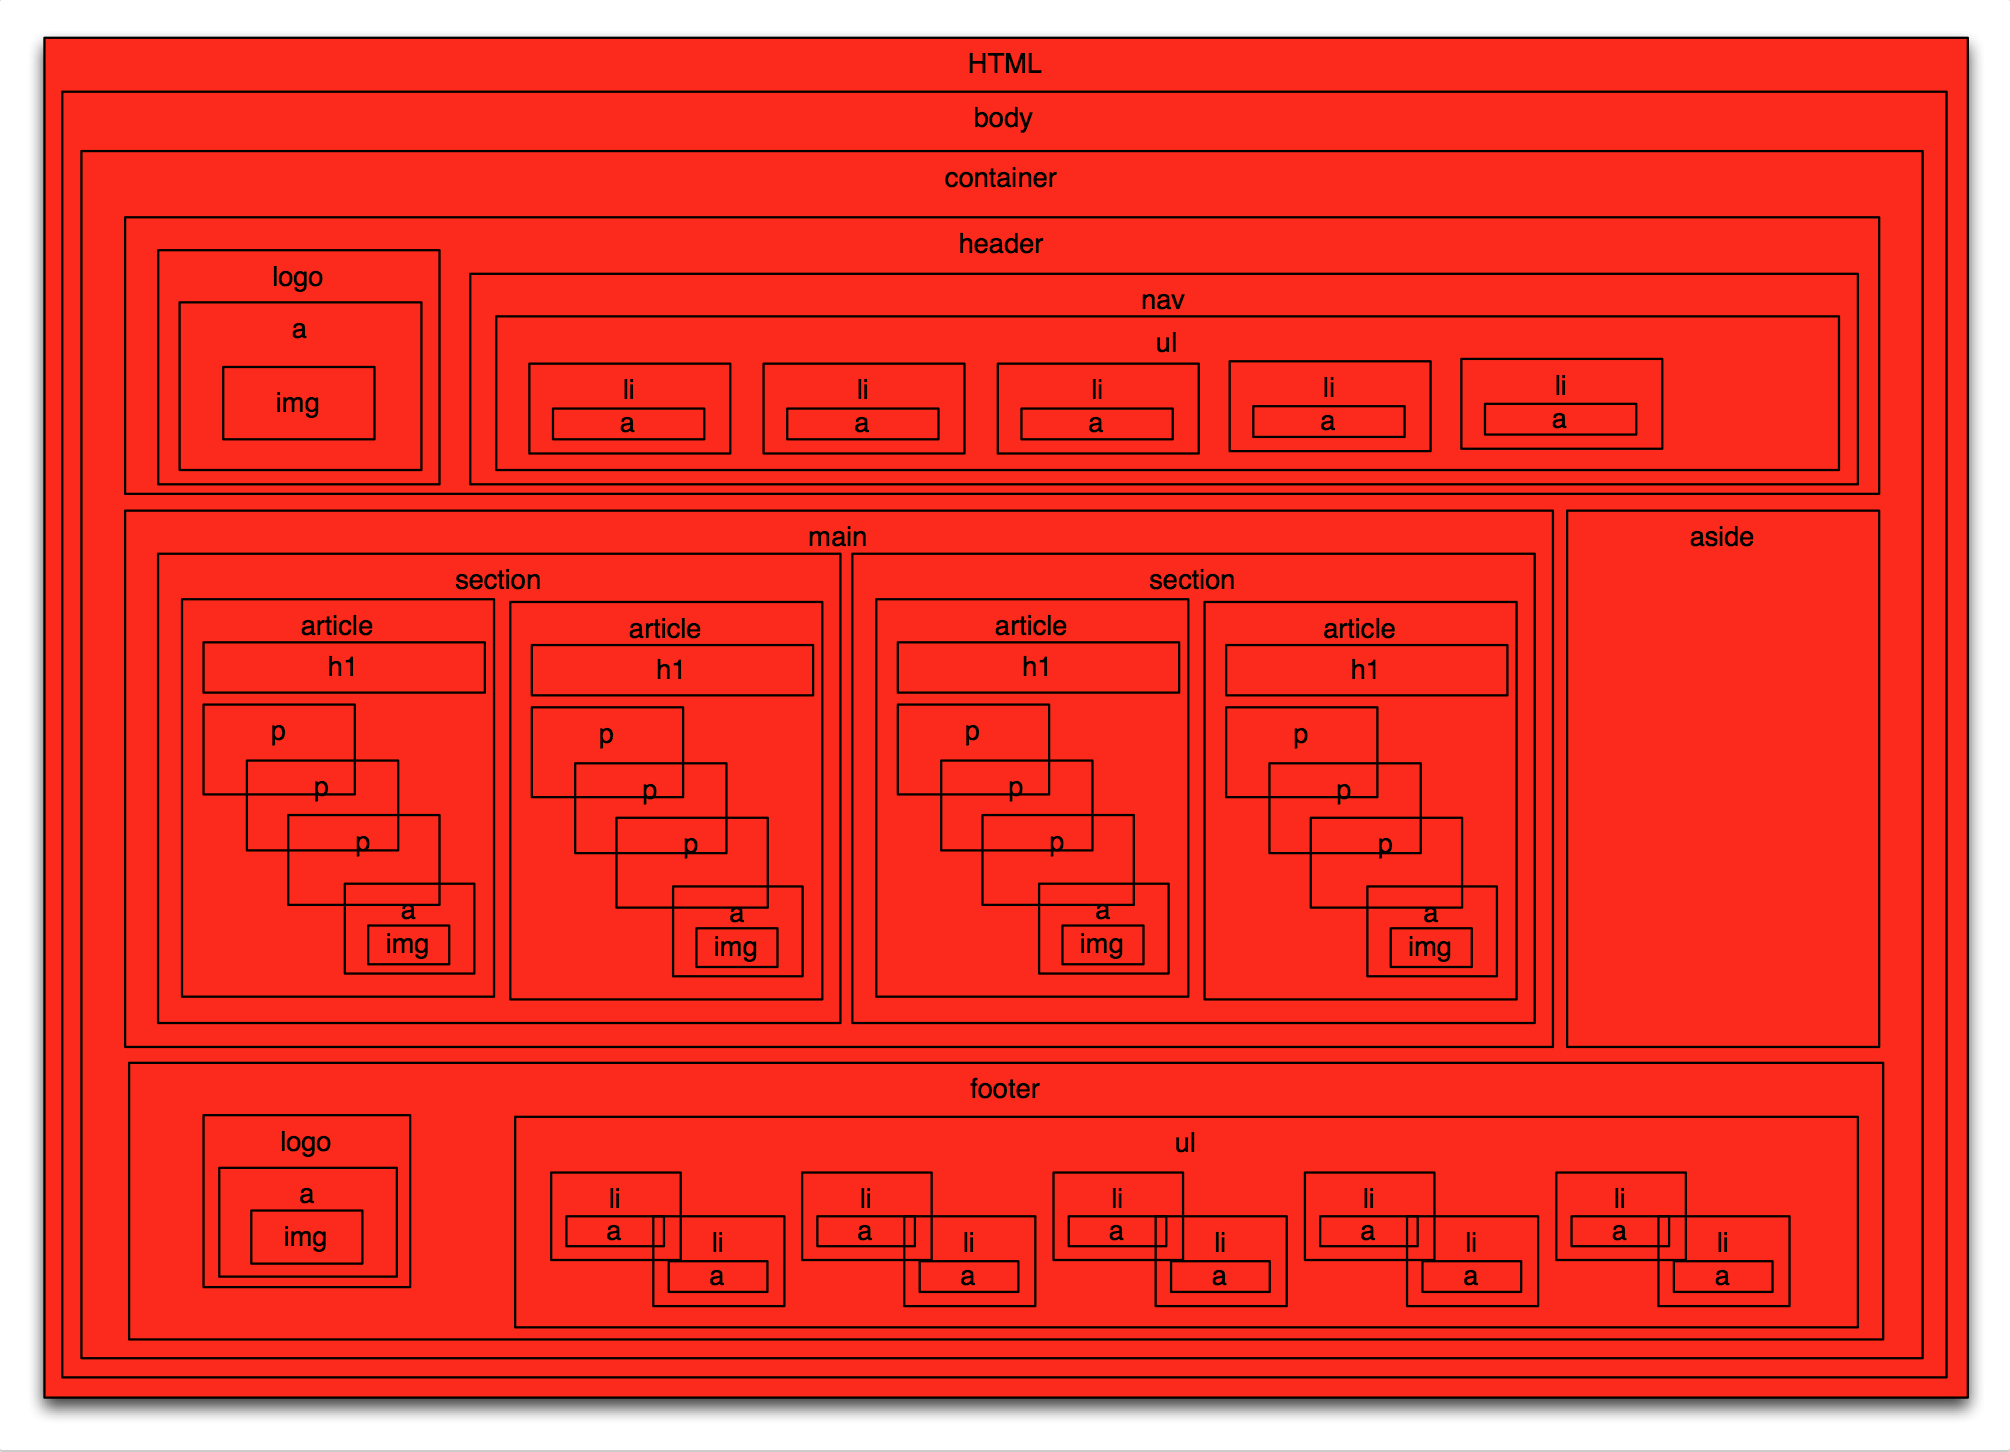 HTML
body
container
header
logo
a
img
nav
ul
li
a
li
a
li
a
li
a
li
a
main
section
article
h1
p
p
p
a
img
article
h1
p
p
p
a
img
section
article
h1
p
p
p
a
img
article
h1
p
p
p
a
img
aside
footer
logo
a
img
ul
li
a
li
a
li
a
li
a
li
a
li
a
li
a
li
a
li
a
li
a